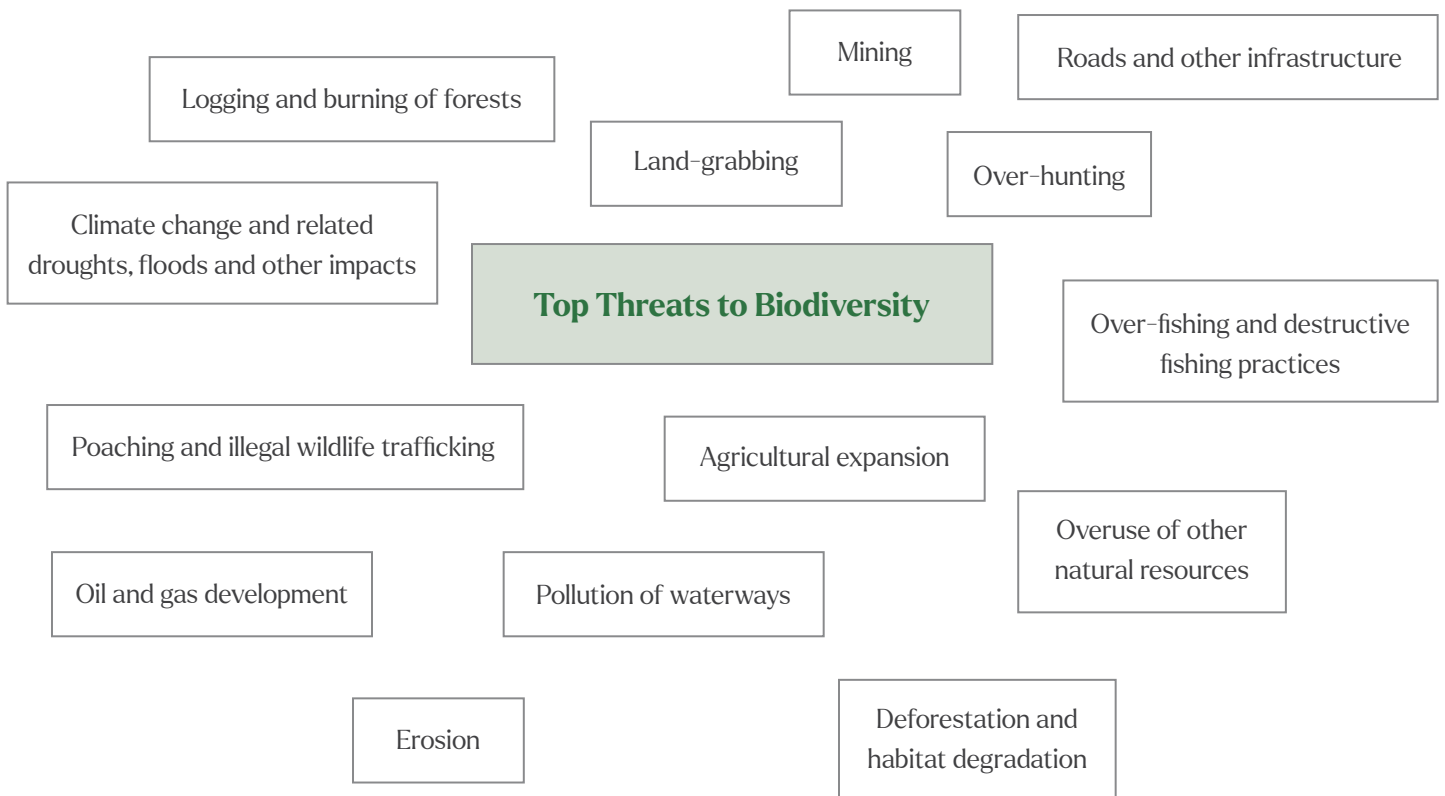 Mining
Roads and other infrastructure
Logging and burning of forests
Land-grabbing
Over-hunting
Climate change and related
droughts, floods and other impacts
Top Threats to Biodiversity
Over-fishing and destructive
fishing practices
Poaching and illegal wildlife trafficking
Agricultural expansion
Overuse of other
natural resources
Oil and gas development
Pollution of waterways
Erosion
Deforestation and
habitat degradation